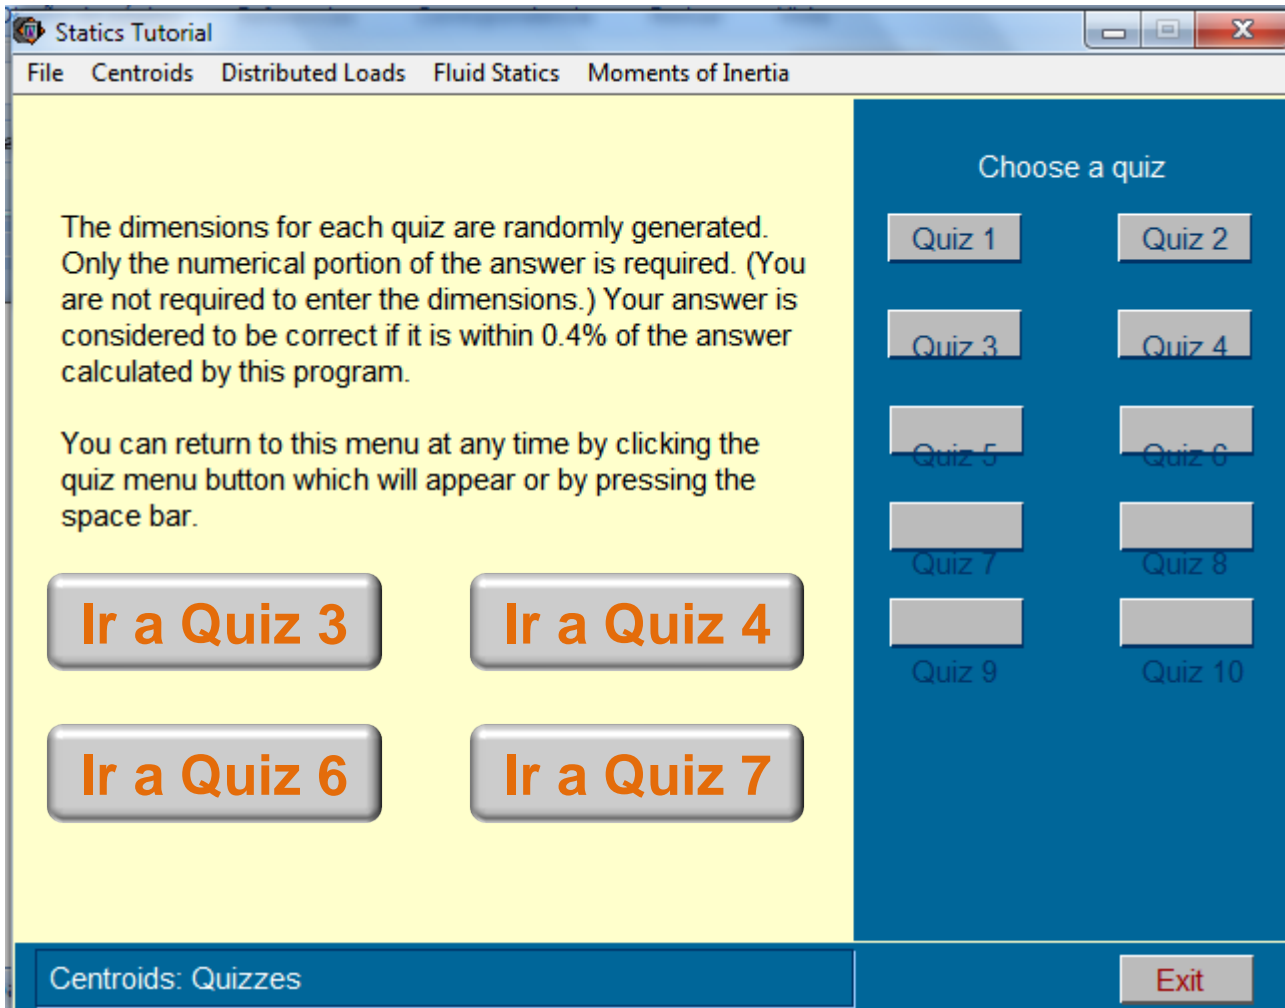 Statics Tutorial
File Centroids Distributed Loads Fluid Statics Moments of Inertia
The dimensions for each quiz are randomly generated.
Only the numerical portion of the answer is required. (You
are not required to enter the dimensions.) Your answer is
considered to be correct if it is within 0.4% of the answer
calculated by this program.
You can return to this menu at any time by clicking the
quiz menu button which will appear or by pressing the
space bar.
Ir a Quiz 3 Ir a Quiz 4
Ir a Quiz 6 Ir a Quiz 7
Choose a quiz
Quiz 1 Quiz 2
Quiz 3 Quiz 4
Quiz 5 Quiz 6
Quiz 7 Quiz 8
Quiz 9 Quiz 10
Centroids: Quizzes
Exit